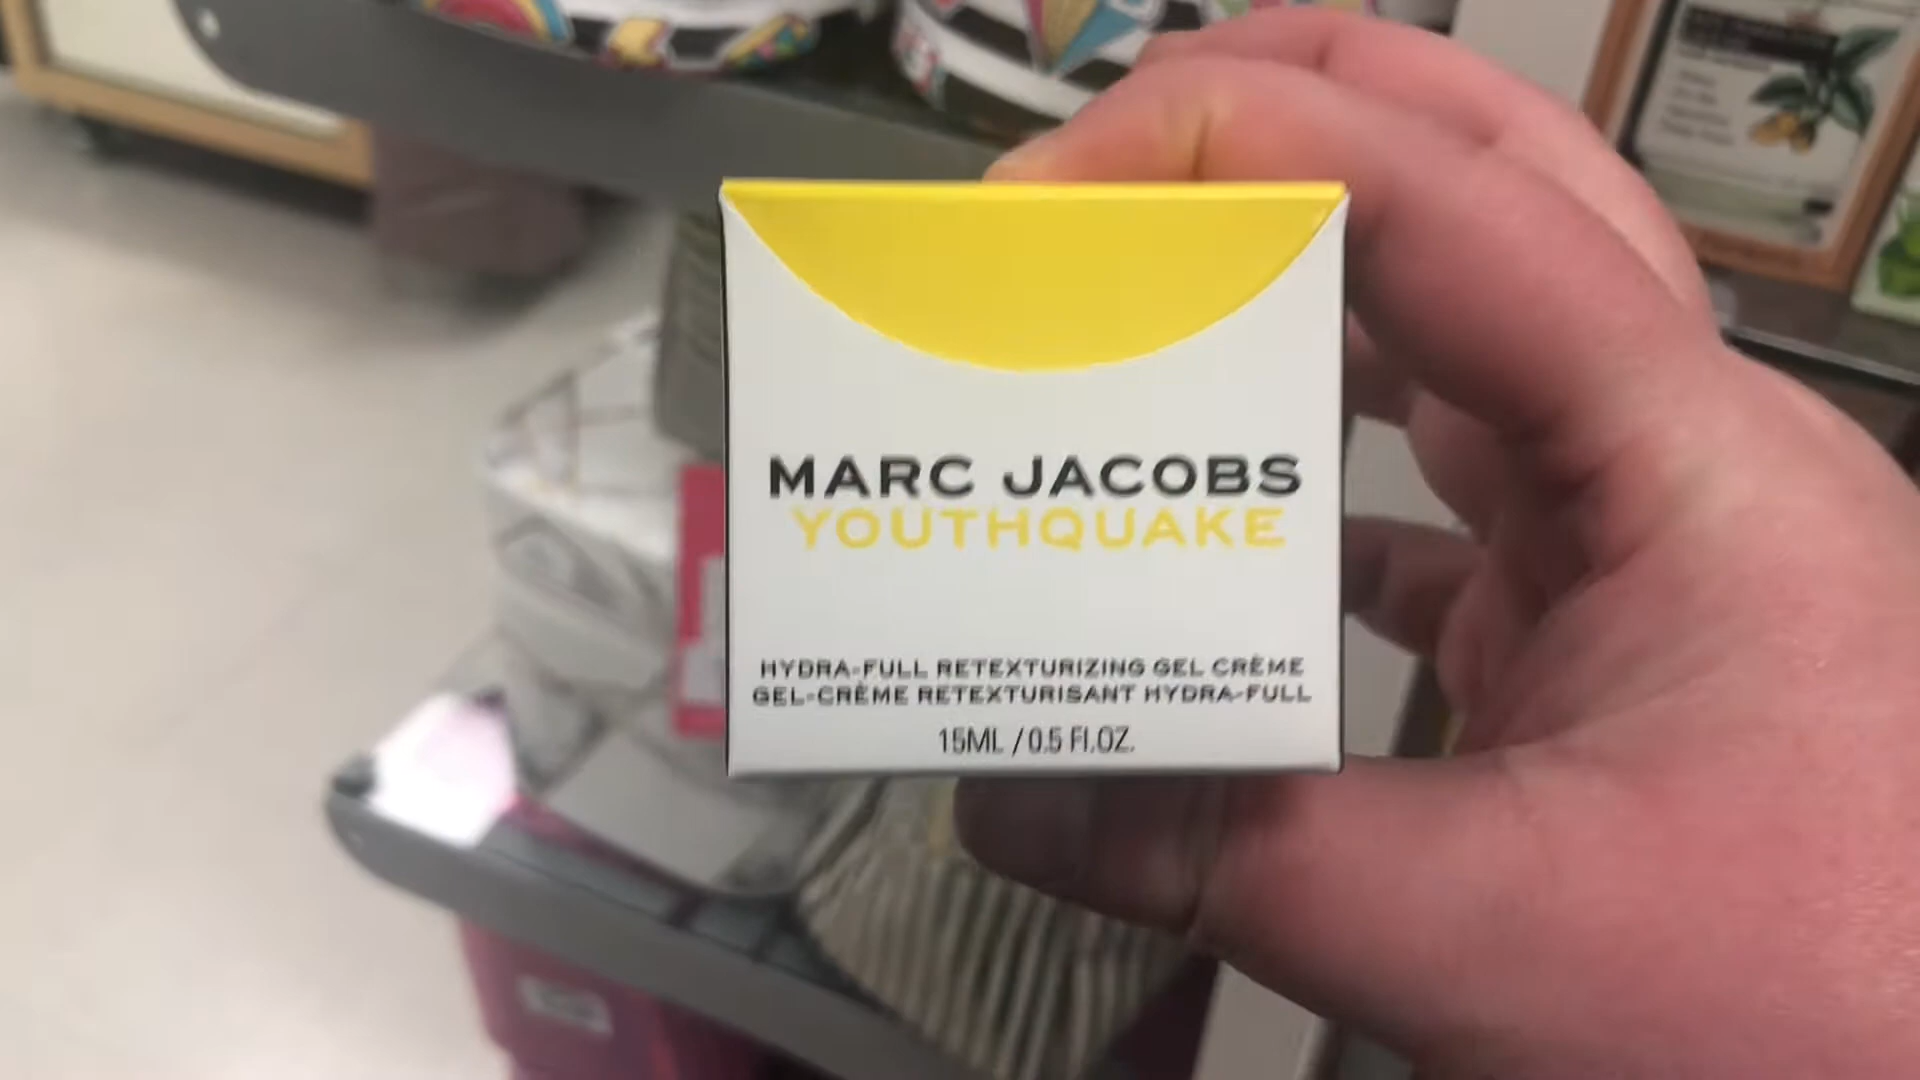 MARC JACOBS
YOUTHQUAKE
HYDRA-FULL RETEXTURIZING GEL CRÈME
GEL-CRÈME RETEXTURISANT HYDRA-FULL
15ML / 0.5 Fl.OZ.